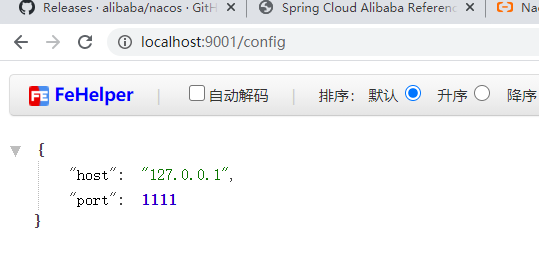 Releases · alibaba/nacos · GitH
Spring Cloud Alibaba Referenc
Nac
localhost:9001/config
FE FeHelper | 自动解码 | 排序: 默认 升序 降序
{
"host": "127.0.0.1",
"port": 1111
}